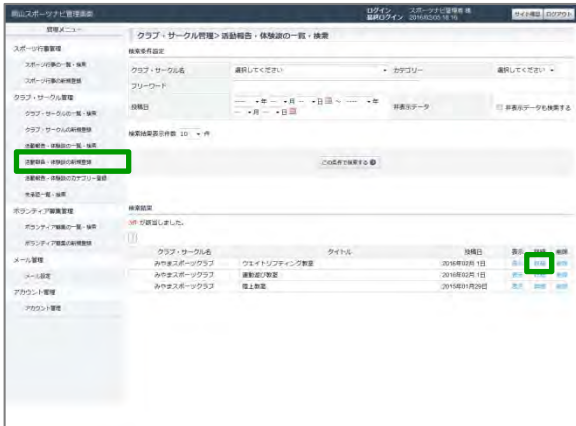 岡山スポーツナビ管理画面
ログイン スポーツナビ管理者 様
最終ログイン 2016/02/05 18:16
サイト確認 ログアウト
管理メニュー
スポーツ行事管理
スポーツ行事の一覧・検索
スポーツ行事の新規登録
クラブ・サークル管理
クラブ・サークルの一覧・検索
クラブ・サークルの新規登録
活動報告・体験談の一覧・検索
活動報告・体験談の新規登録
活動報告・体験談のカテゴリー登録
未承認一覧・検索
ボランティア募集管理
ボランティア募集の一覧・検索
ボランティア募集の新規登録
メール管理
メール設定
アカウント管理
アカウント管理
クラブ・サークル管理>活動報告・体験談の一覧・検索
検索条件設定
クラブ・サークル名 選択してください カテゴリー 選択してください
フリーワード
投稿日 ---- 年 -- 月 -- 日 ~ ---- 年 -- 月 -- 日 非表示データ 非表示データも検索する
検索結果表示件数 10 件
この条件で検索する
検索結果
3件 が該当しました。
1
クラブ・サークル名 タイトル 投稿日 表示 詳細 削除
みやまスポーツクラブ ウエイトリフティング教室 2016年02月 1日 表示 詳細 削除
みやまスポーツクラブ 運動遊び教室 2016年02月 1日 表示 詳細 削除
みやまスポーツクラブ 陸上教室 2015年01月29日 表示 詳細 削除